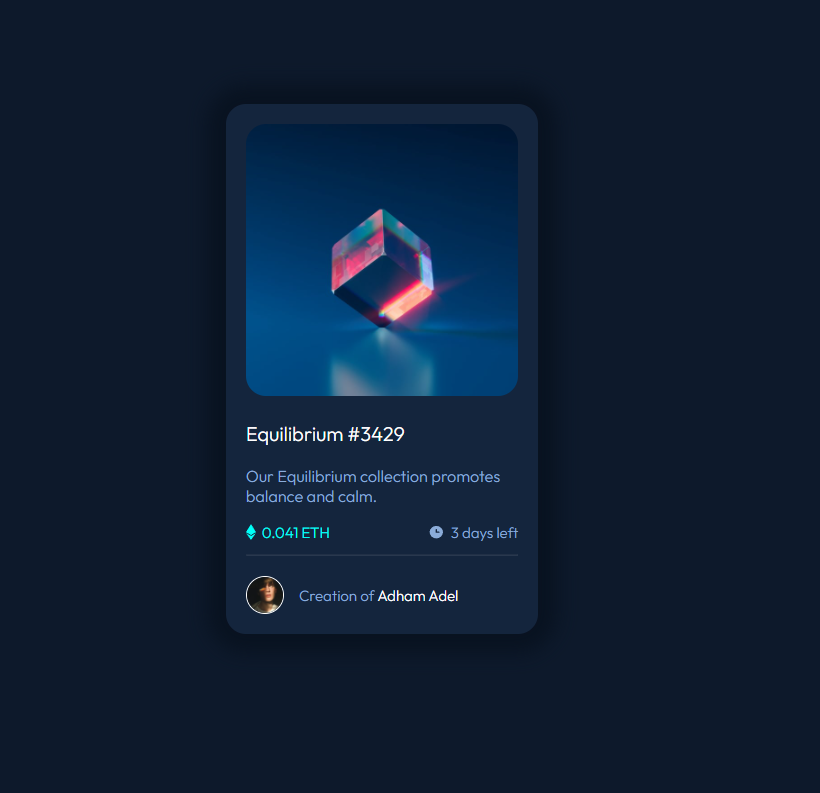 Equilibrium #3429
Our Equilibrium collection promotes
balance and calm.
0.041 ETH
3 days left
Creation of Adham Adel